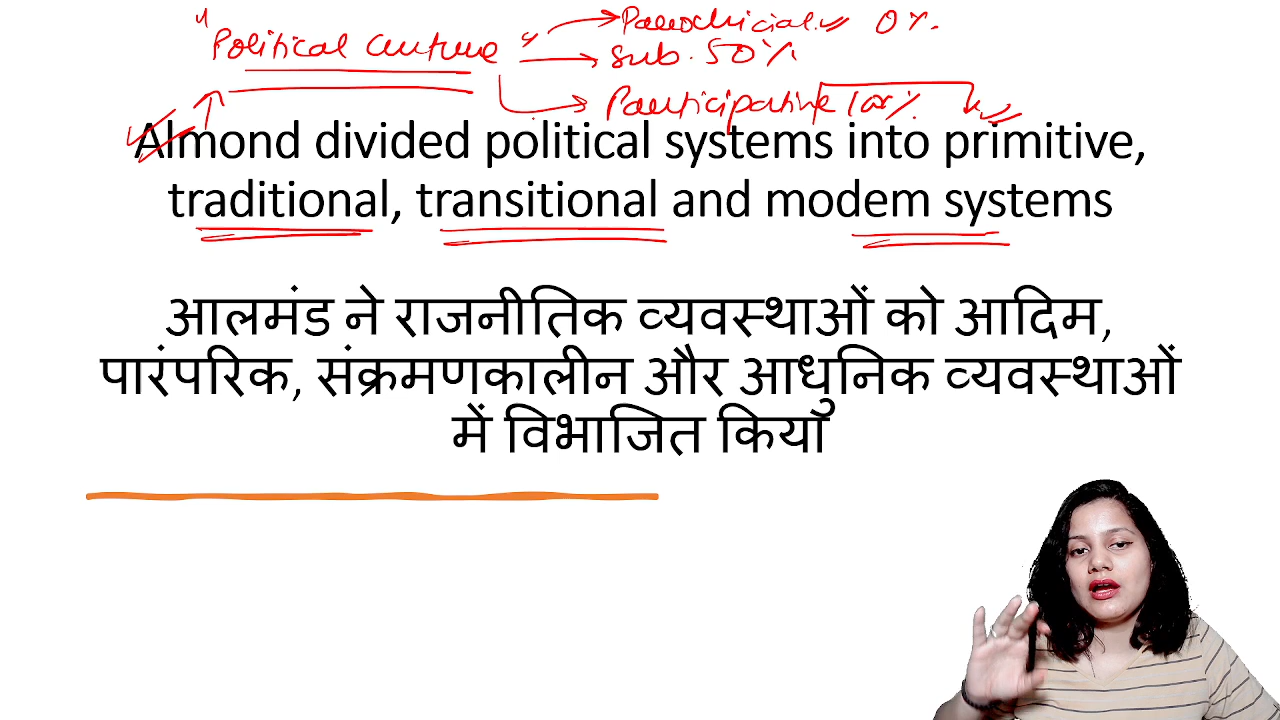 "Political Culture"
Paeochicial 0%.
Sub. 50%
Participative 100%.
Almond divided political systems into primitive,
traditional, transitional and modem systems
आलमंड ने राजनीतिक व्यवस्थाओं को आदिम,
पारंपरिक, संक्रमणकालीन और आधुनिक व्यवस्थाओं
में विभाजित किया